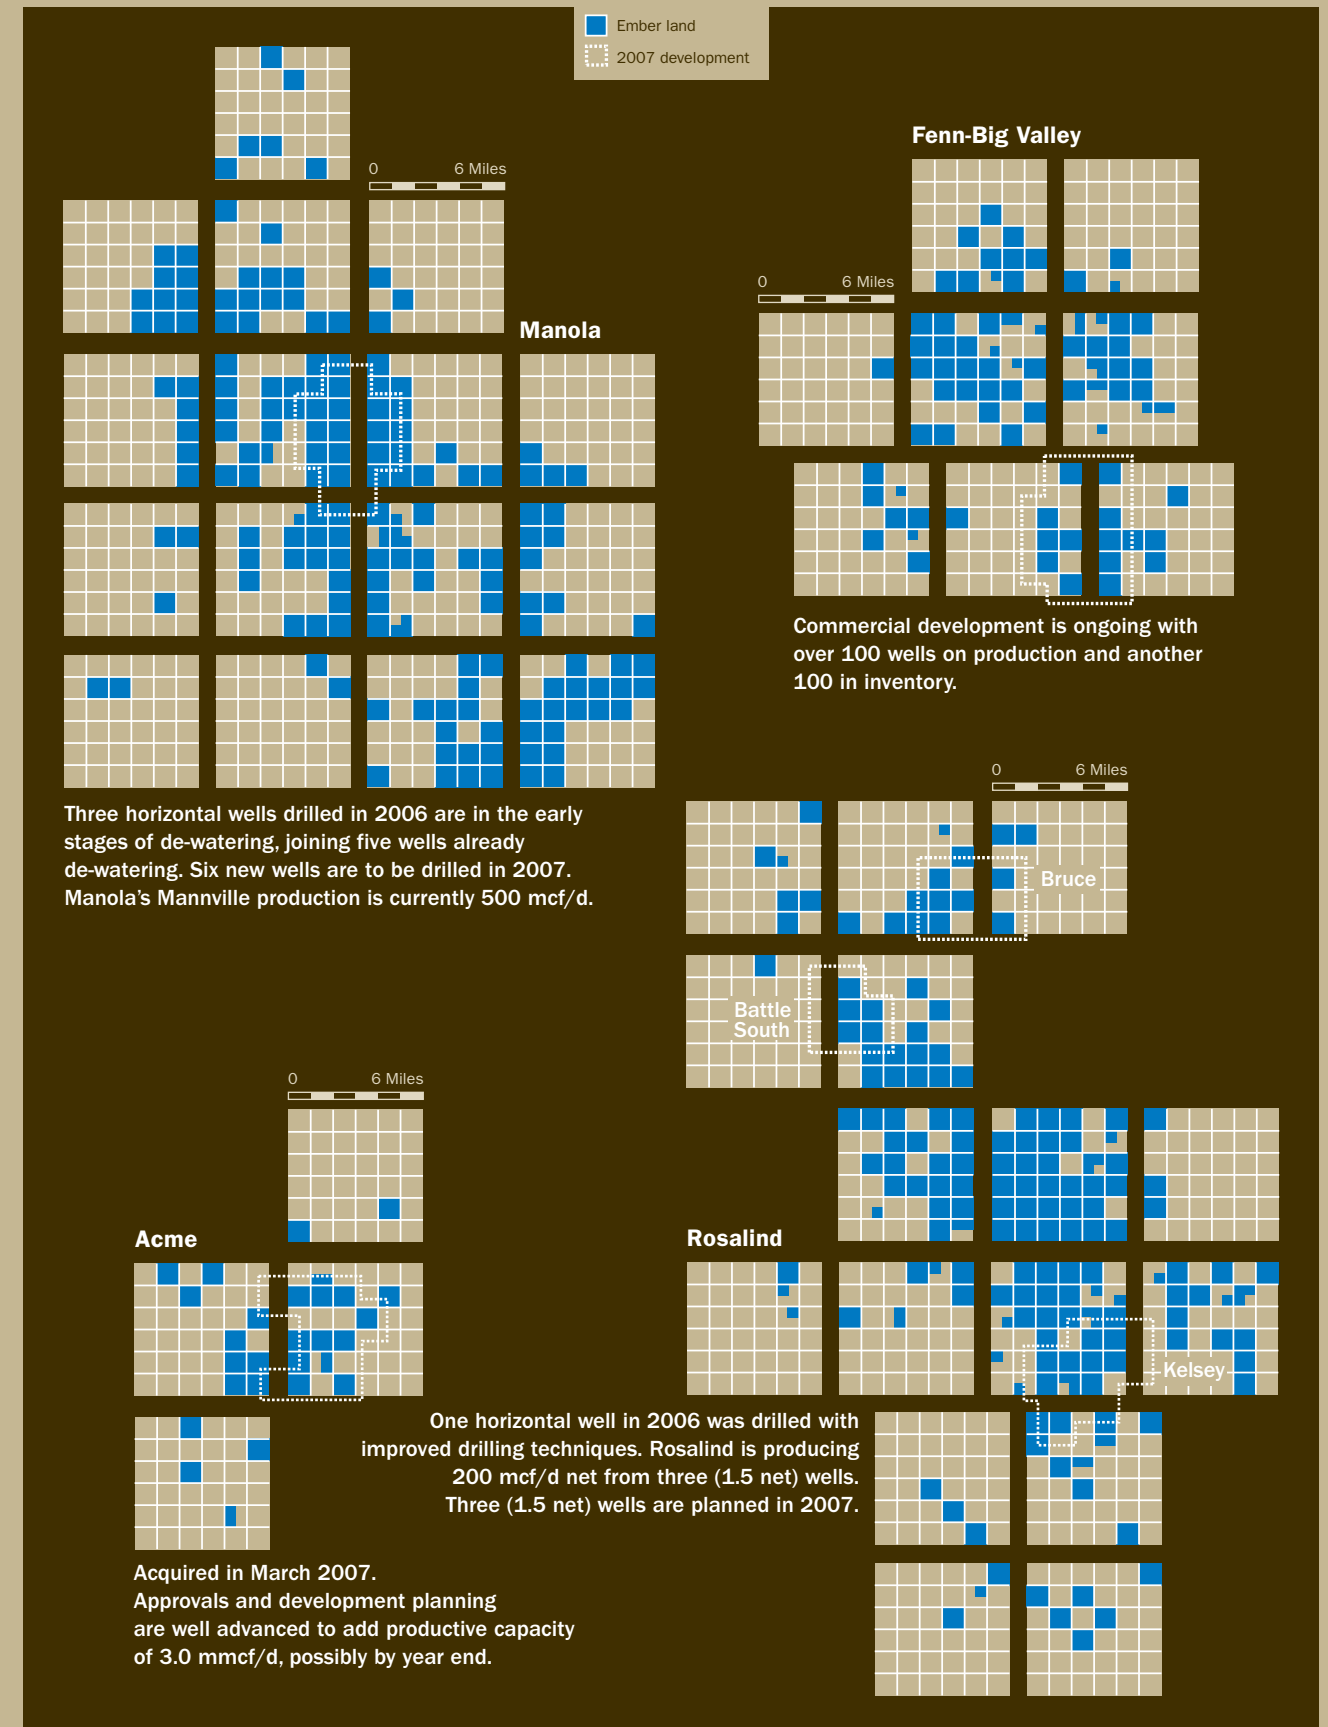 Ember land
2007 development
Fenn-Big Valley
0 6 Miles
0 6 Miles
Manola
Commercial development is ongoing with
over 100 wells on production and another
100 in inventory.
0 6 Miles
Three horizontal wells drilled in 2006 are in the early
stages of de-watering, joining five wells already
de-watering. Six new wells are to be drilled in 2007.
Manola’s Mannville production is currently 500 mcf/d.
Bruce
Battle
South
0 6 Miles
Acme
Rosalind
Kelsey
One horizontal well in 2006 was drilled with
improved drilling techniques. Rosalind is producing
200 mcf/d net from three (1.5 net) wells.
Three (1.5 net) wells are planned in 2007.
Acquired in March 2007.
Approvals and development planning
are well advanced to add productive capacity
of 3.0 mmcf/d, possibly by year end.